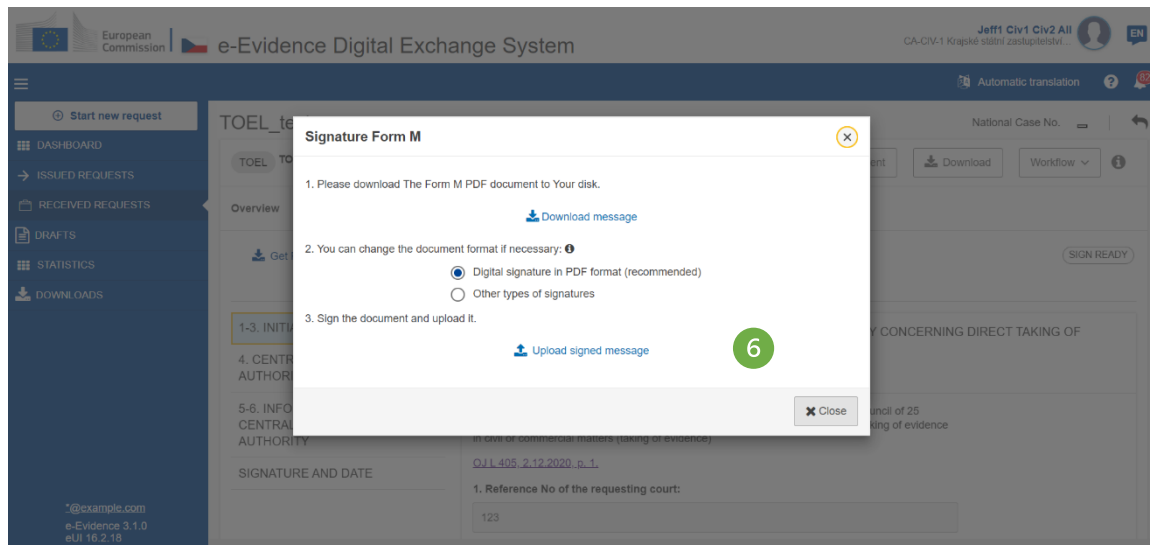 European
Commission
e-Evidence Digital Exchange System
Jeff1 Civ1 Civ2 All
CA-CIV-1 Krajské státní zastupitelství...
EN
Automatic translation
82
Start new request
DASHBOARD
ISSUED REQUESTS
RECEIVED REQUESTS
DRAFTS
STATISTICS
DOWNLOADS
*@example.com
e-Evidence 3.1.0
eUI 16.2.18
TOEL_te
National Case No.
TOEL TO
ent
Download
Workflow
Overview
Get
SIGN READY
Signature Form M
1. Please download The Form M PDF document to Your disk.
Download message
2. You can change the document format if necessary:
Digital signature in PDF format (recommended)
Other types of signatures
3. Sign the document and upload it.
Upload signed message
6
Close
1-3. INITIA
4. CENTR
AUTHORI
5-6. INFO
CENTRAL
AUTHORITY
SIGNATURE AND DATE
Y CONCERNING DIRECT TAKING OF
uncil of 25
king of evidence
in civil or commercial matters (taking of evidence)
OJ L 405, 2.12.2020, p. 1.
1. Reference No of the requesting court:
123